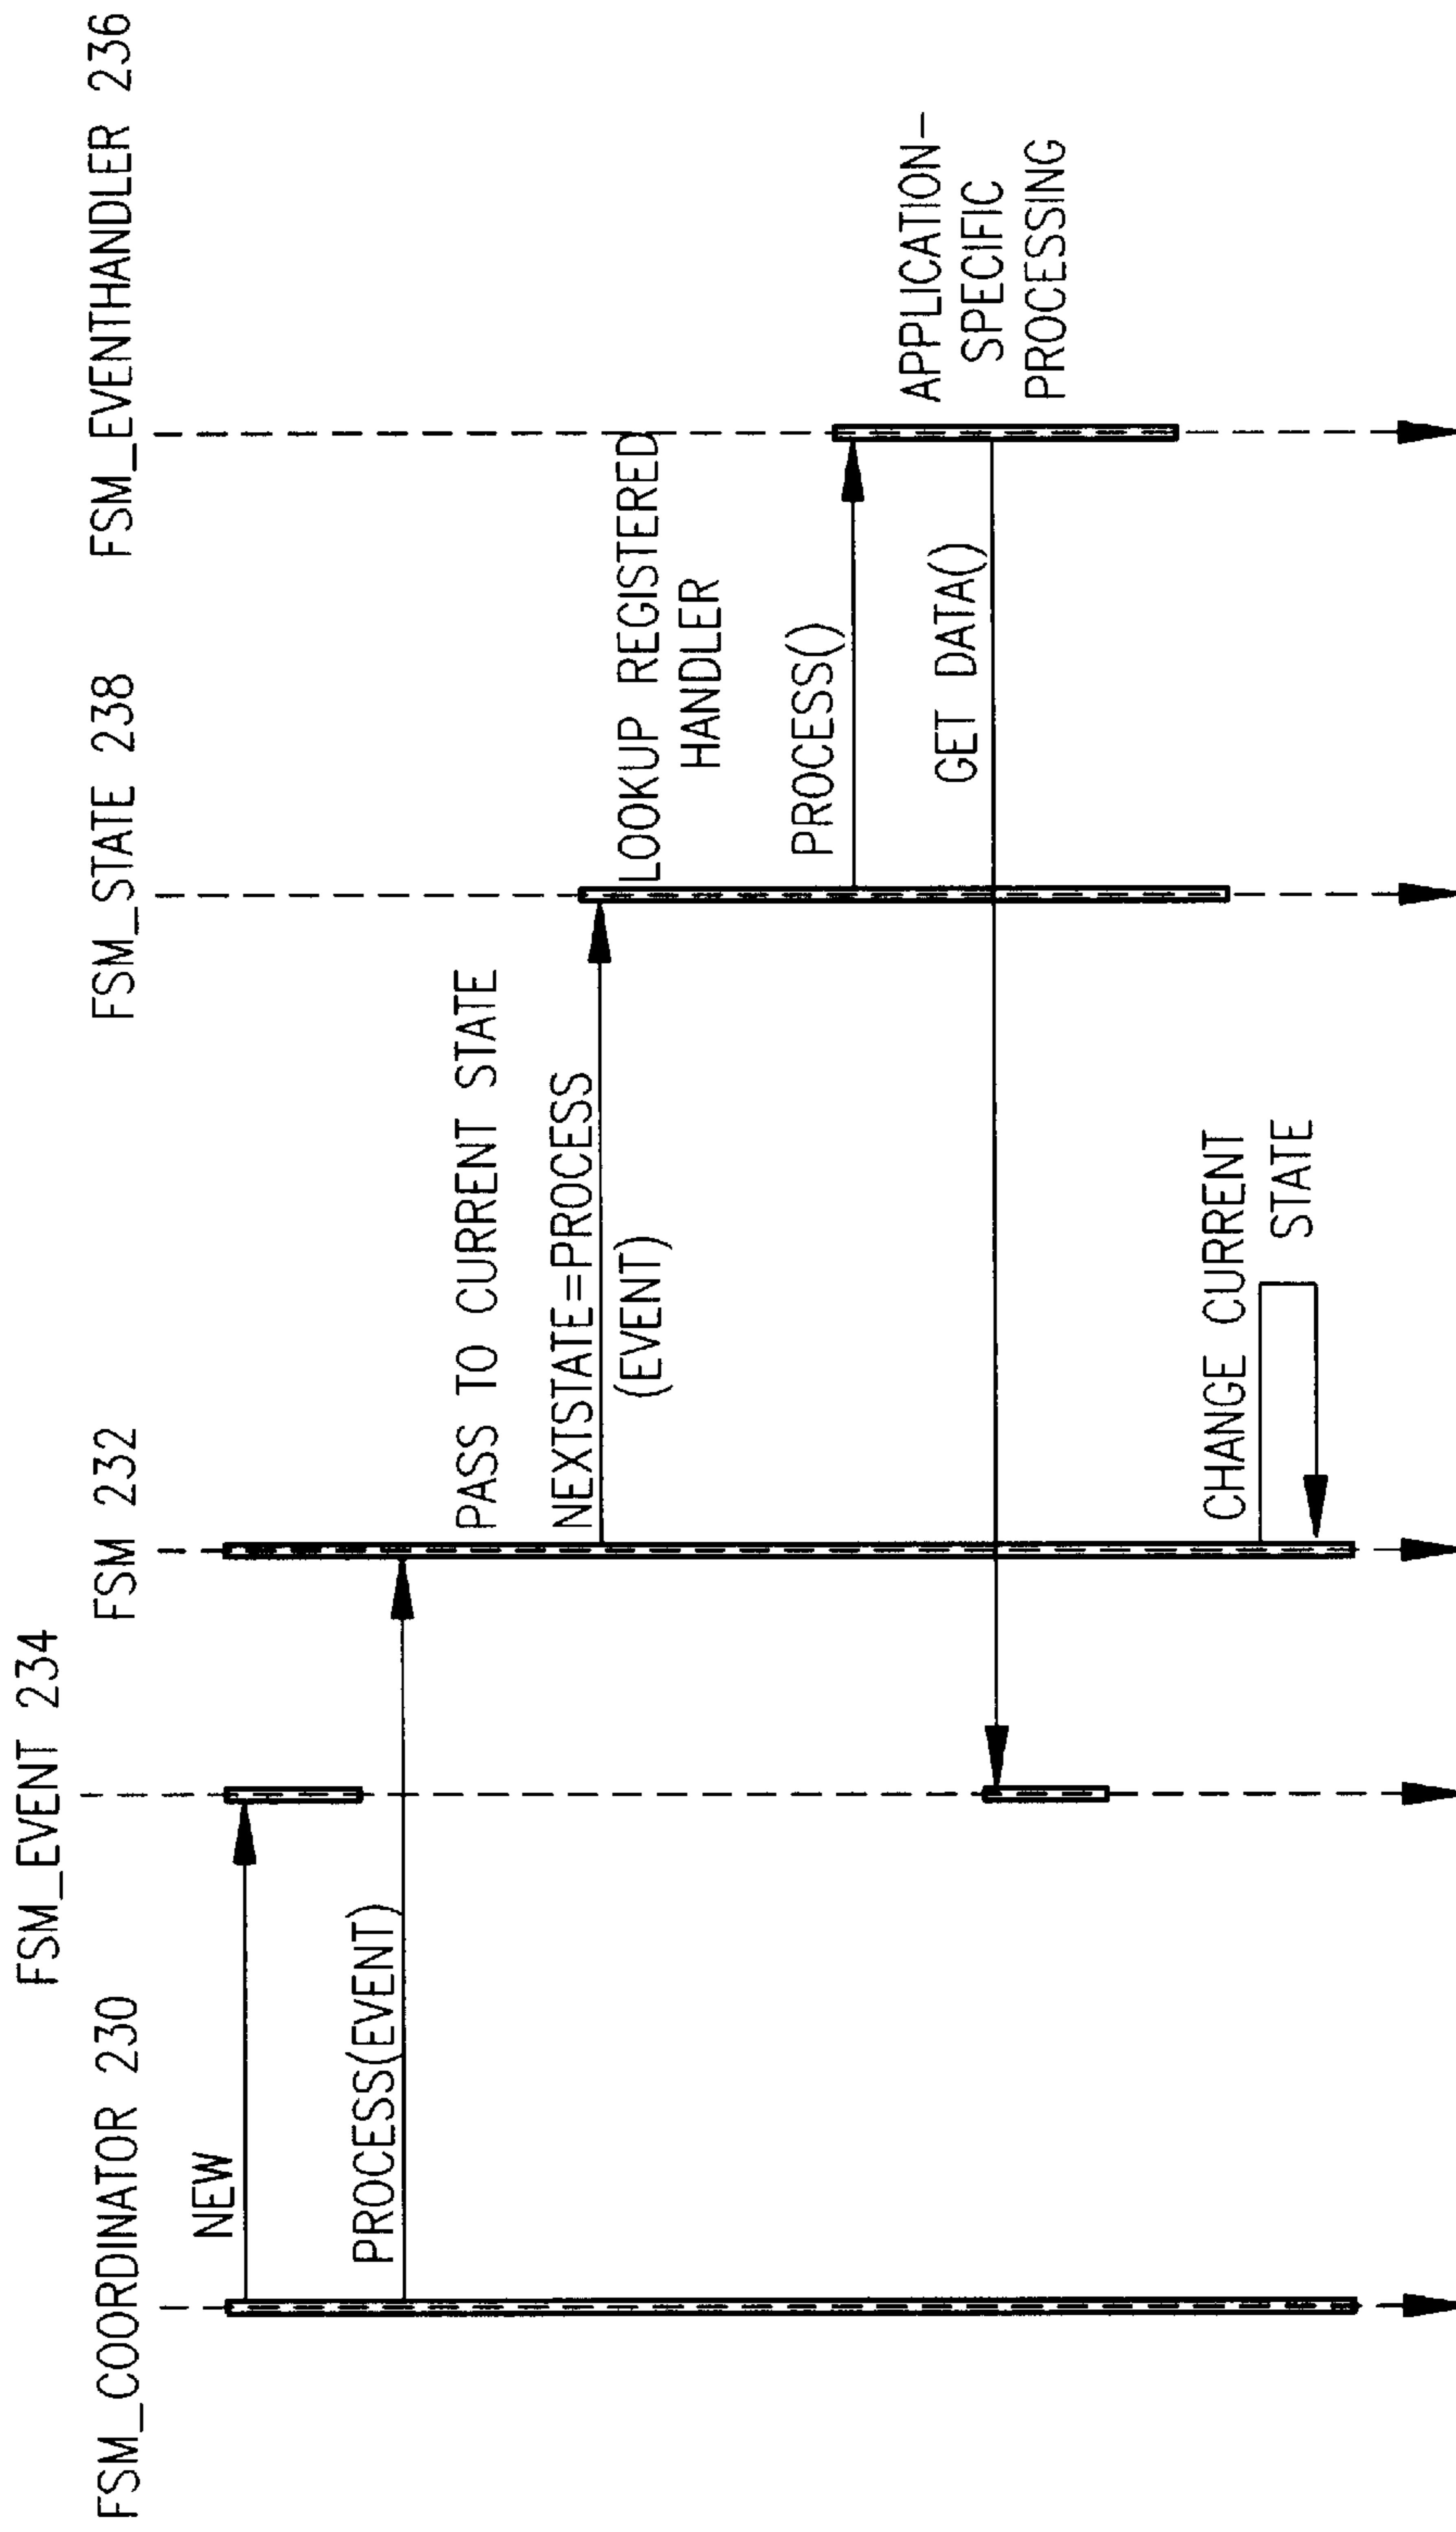 FSM_EVENT 234
FSM_COORDINATOR 230
FSM 232
FSM_STATE 238
FSM_EVENTHANDLER 236
NEW
PROCESS(EVENT)
PASS TO CURRENT STATE
NEXTSTATE=PROCESS
(EVENT)
LOOKUP REGISTERED
HANDLER
PROCESS()
APPLICATION-
SPECIFIC
PROCESSING
GET DATA()
CHANGE CURRENT
STATE